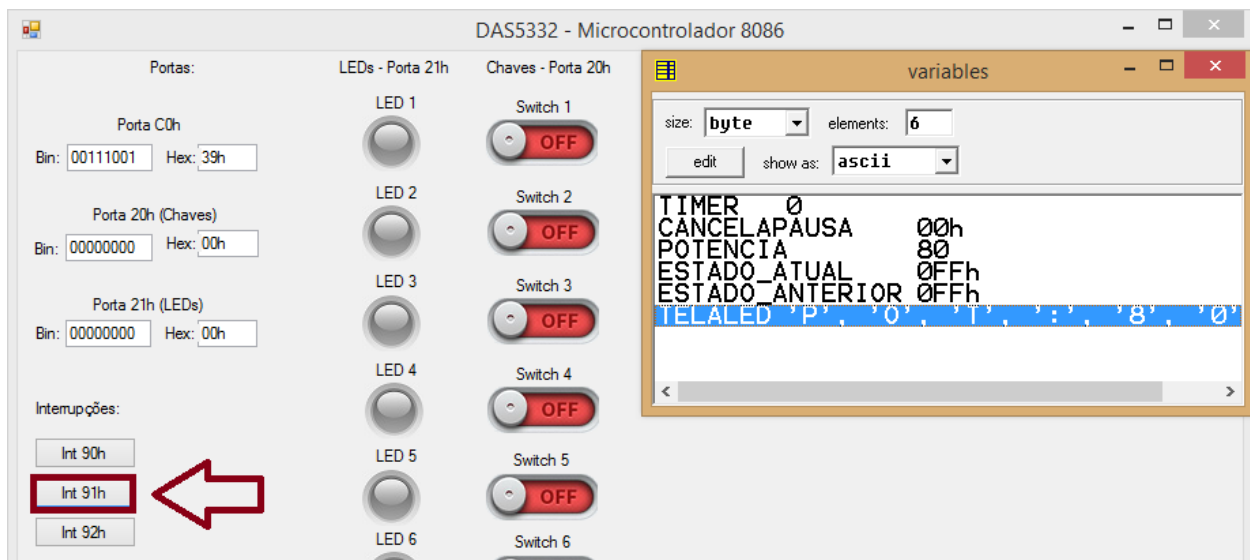 DAS5332 - Microcontrolador 8086
Portas:
LEDs - Porta 21h
Chaves - Porta 20h
Porta C0h
Bin: 00111001 Hex: 39h
Porta 20h (Chaves)
Bin: 00000000 Hex: 00h
Porta 21h (LEDs)
Bin: 00000000 Hex: 00h
Interrupções:
Int 90h
Int 91h
Int 92h
LED 1
LED 2
LED 3
LED 4
LED 5
LED 6
Switch 1
OFF
Switch 2
OFF
Switch 3
OFF
Switch 4
OFF
Switch 5
OFF
Switch 6
variables
size: byte elements: 6
edit show as: ascii
TIMER 0
CANCELAPAUSA 00h
POTENCIA 80
ESTADO_ATUAL 0FFh
ESTADO_ANTERIOR 0FFh
TELALED 'P', 'O', 'T', ':', '8', '0'